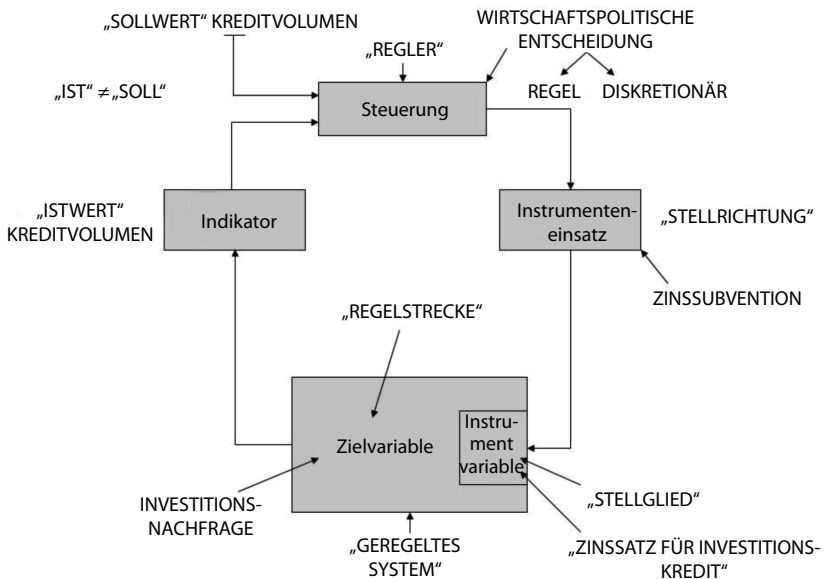 „SOLLWERT“ KREDITVOLUMEN
WIRTSCHAFTSPOLITISCHE
ENTSCHEIDUNG
„REGLER“
„IST“ ≠ „SOLL“
REGEL
DISKRETIONÄR
Steuerung
„ISTWERT“
KREDITVOLUMEN
Indikator
Instrumenten-
einsatz
„STELLRICHTUNG“
ZINSSUBVENTION
„REGELSTRECKE“
Zielvariable
Instru-
ment
variable
INVESTITIONS-
NACHFRAGE
„STELLGLIED“
„GEREGELTES
SYSTEM“
„ZINSSATZ FÜR INVESTITIONS-
KREDIT“